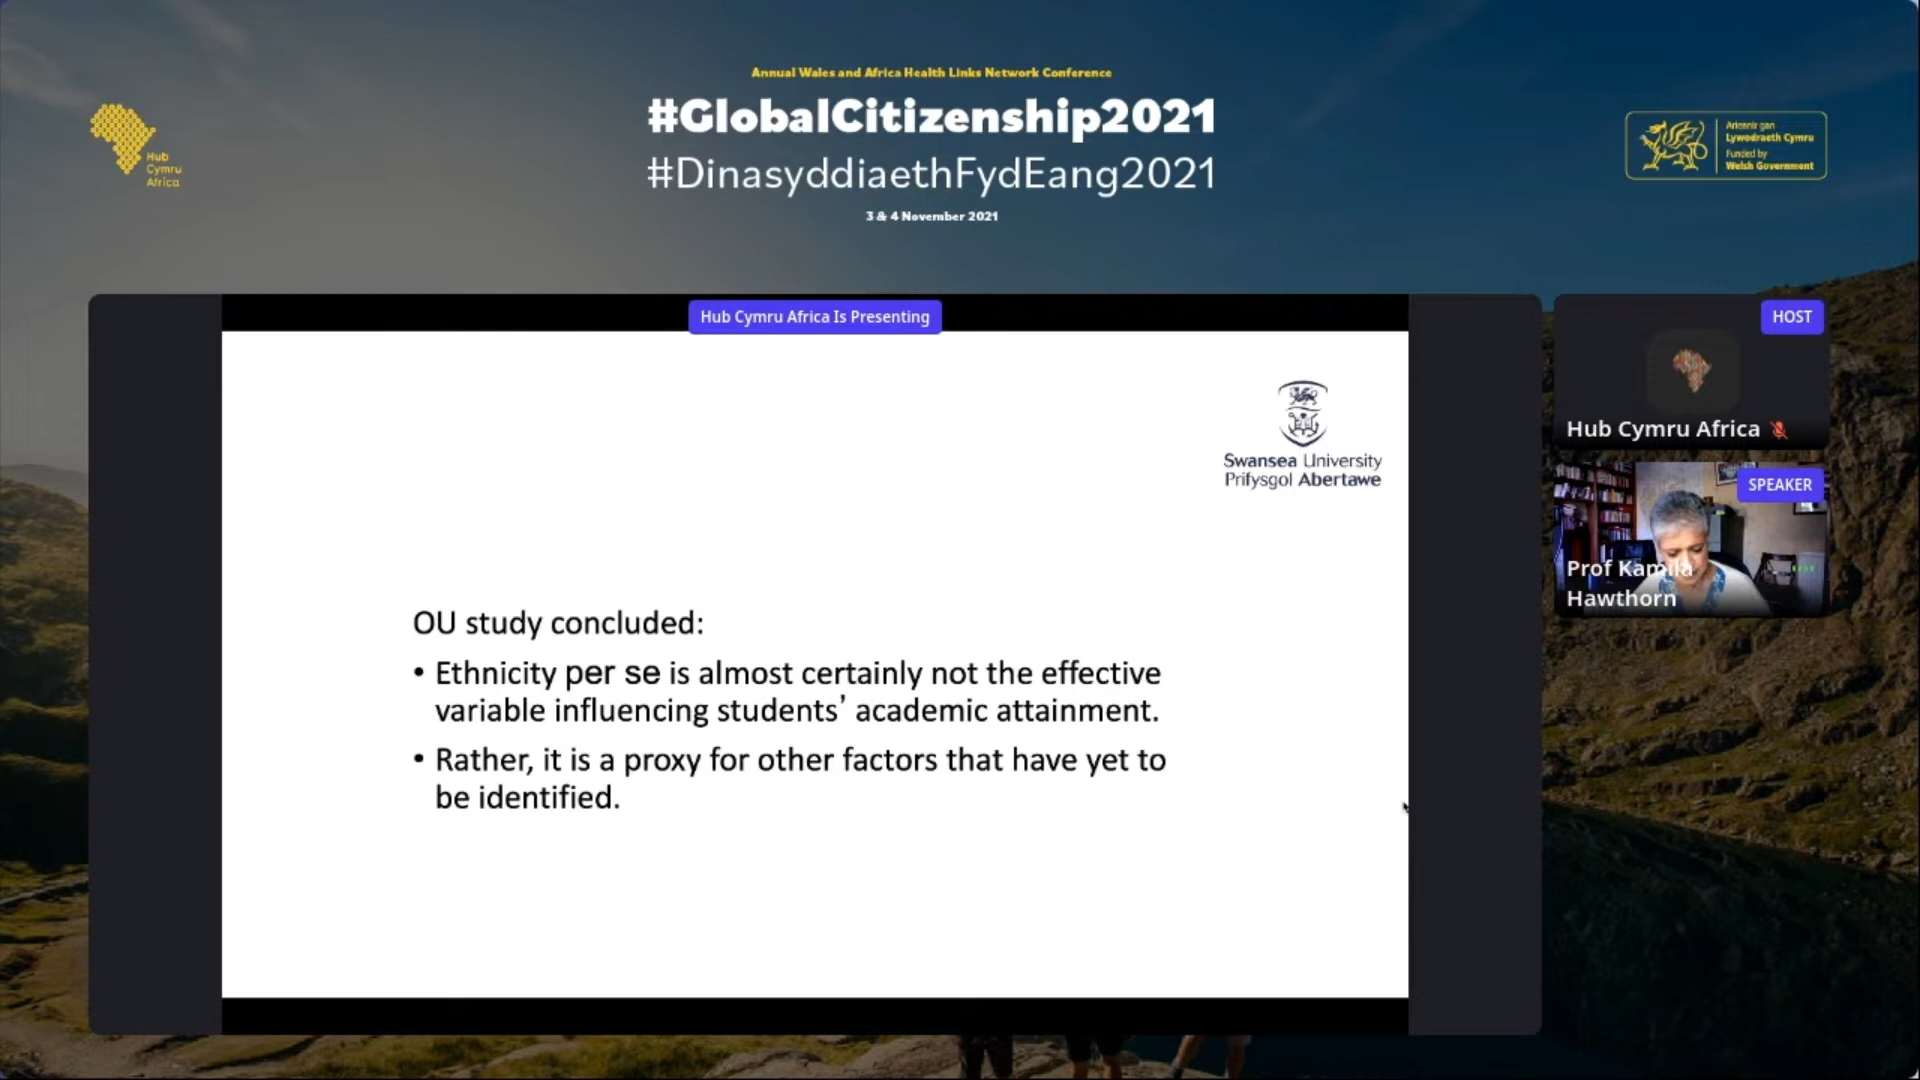 Annual Wales and Africa Health Links Network Conference
#GlobalCitizenship2021
#DinasyddiaethFydEang2021
3 & 4 November 2021
Hub
Cymru
Africa
Ariennir gan
Lywodraeth Cymru
Funded by
Welsh Government
Hub Cymru Africa Is Presenting
Swansea University
Prifysgol Abertawe
OU study concluded:
• Ethnicity per se is almost certainly not the effective
variable influencing students’ academic attainment.
• Rather, it is a proxy for other factors that have yet to
be identified.
HOST
Hub Cymru Africa
SPEAKER
Prof Kamila
Hawthorn